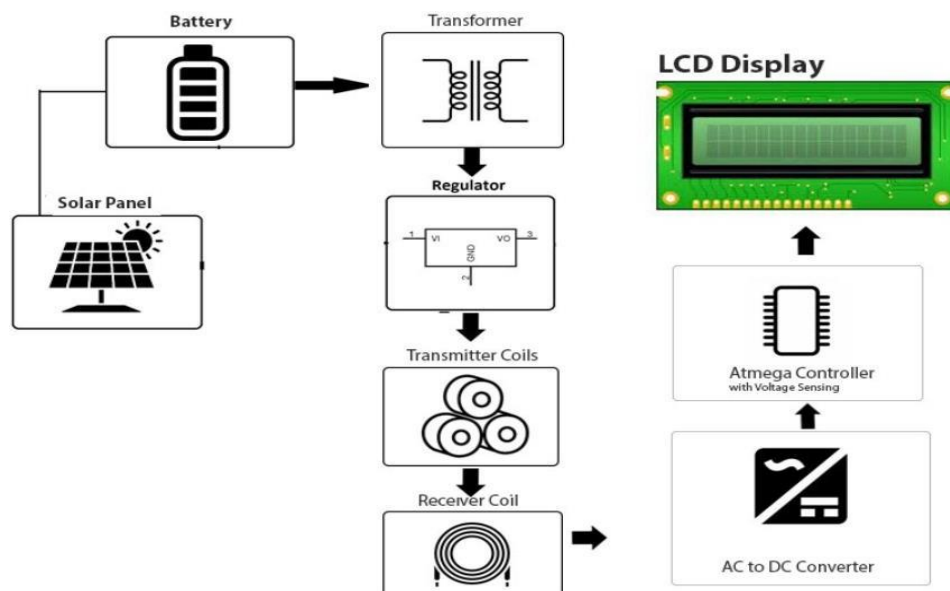 Battery
Transformer
LCD Display
Solar Panel
Regulator
1 VI VO 3
GND
2
Transmitter Coils
Atmega Controller
with Voltage Sensing
Receiver Coil
AC to DC Converter